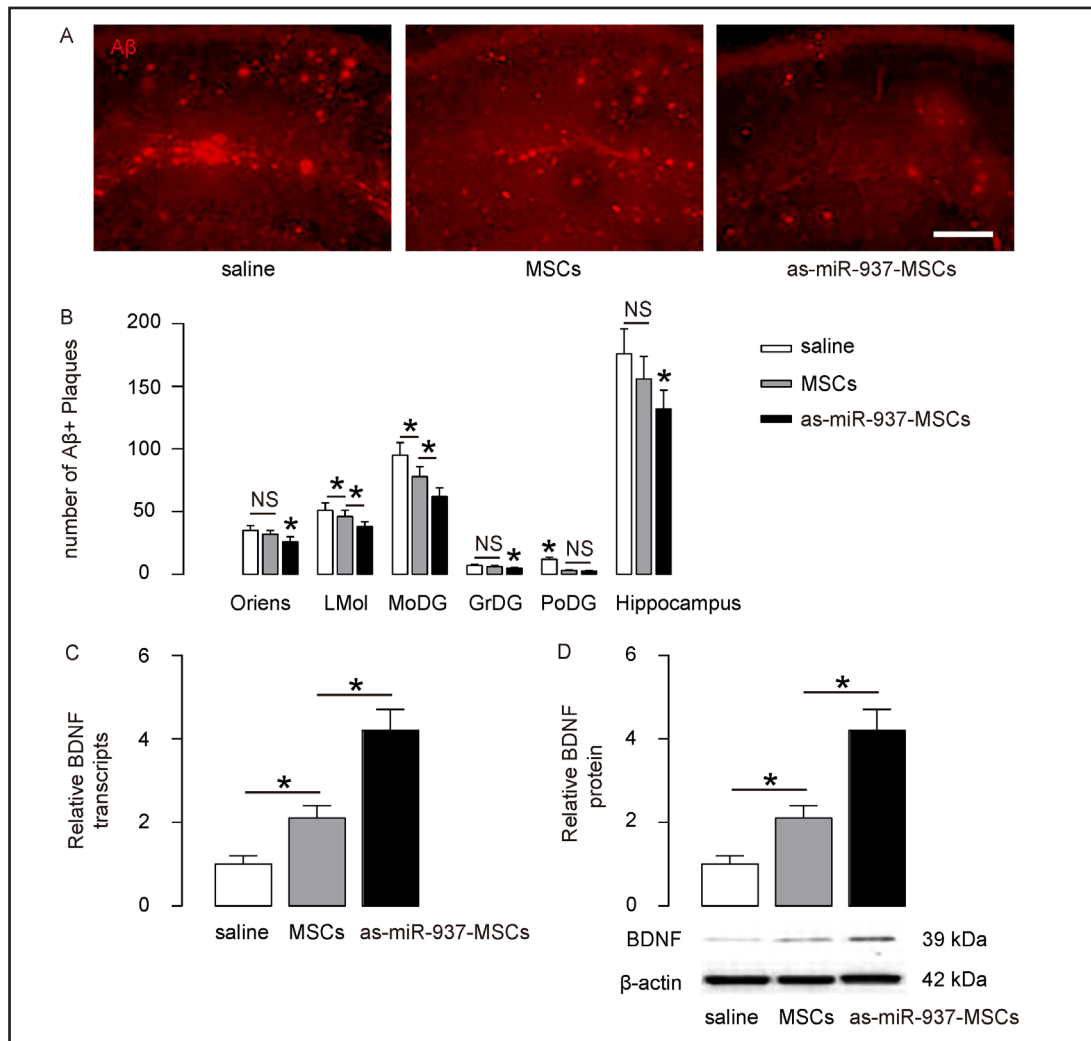 A
Aβ
saline MSCs as-miR-937-MSCs
B
number of Aβ+ Plaques
200
150
100
50
0
NS
*
* *
* *
NS
*
*
NS
NS
*
Oriens LMol MoDG GrDG PoDG Hippocampus
saline
MSCs
as-miR-937-MSCs
C
Relative BDNF
transcripts
6
4
2
0
*
*
saline MSCs as-miR-937-MSCs
D
Relative BDNF
protein
6
4
2
0
*
*
BDNF 39 kDa
β-actin 42 kDa
saline MSCs as-miR-937-MSCs